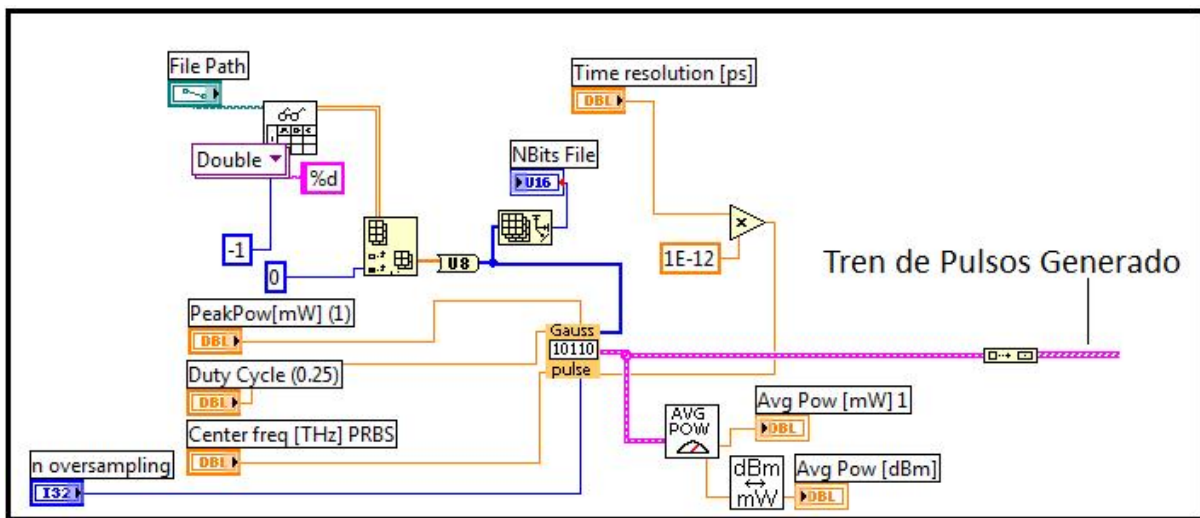 File Path
Time resolution [ps]
Double
%d
NBits File
U16
DBL
-1
0
U8
1E-12
x
Tren de Pulsos Generado
PeakPow[mW] (1)
DBL
Gauss
10110
pulse
Duty Cycle (0.25)
DBL
Center freq [THz] PRBS
DBL
n oversampling
I32
AVG
POW
Avg Pow [mW] 1
DBL
dBm
mW
Avg Pow [dBm]
DBL